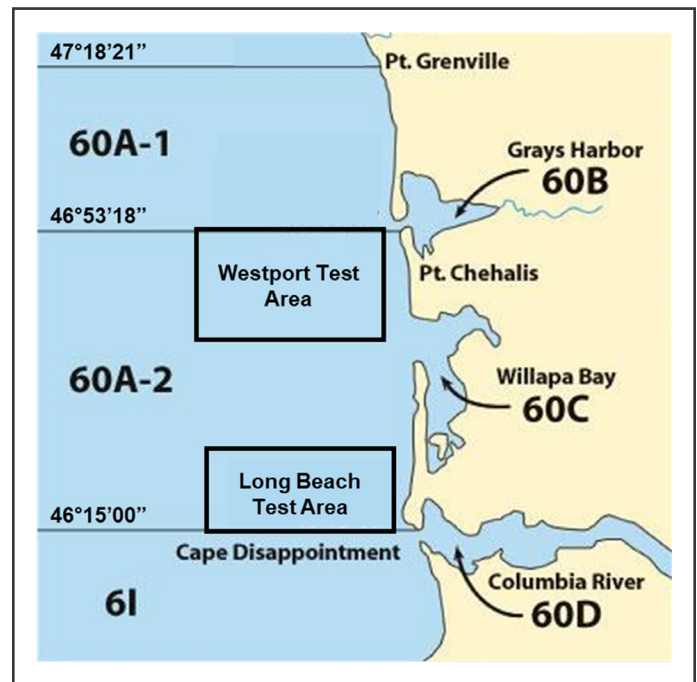 47°18'21”
Pt. Grenville
60A-1
Grays Harbor
60B
46°53'18”
Westport Test
Area
Pt. Chehalis
60A-2
Willapa Bay
60C
Long Beach
Test Area
46°15'00”
Cape Disappointment
6I
Columbia River
60D